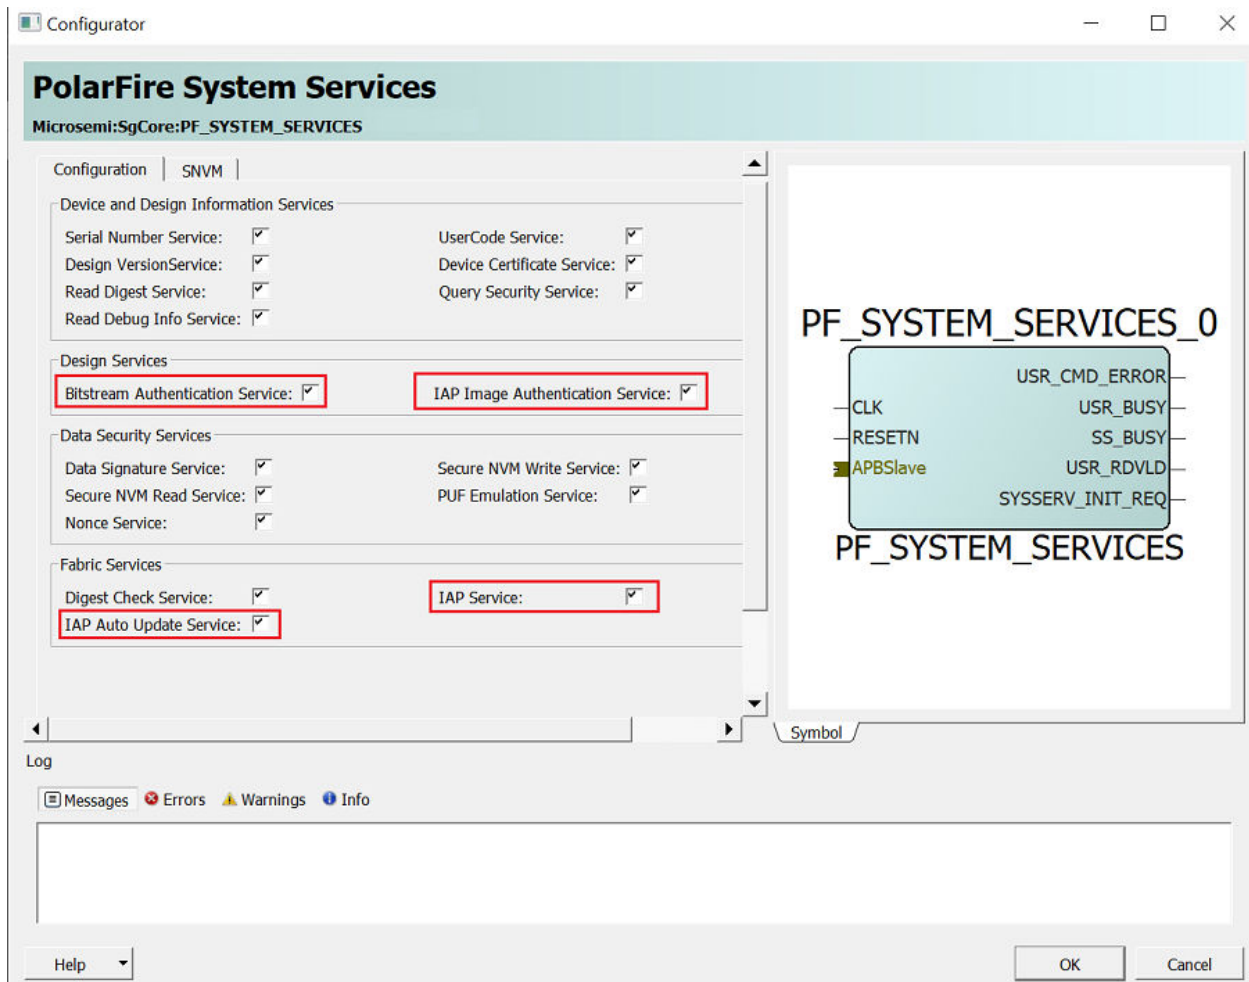 Configurator
PolarFire System Services
Microsemi:SgCore:PF_SYSTEM_SERVICES
Configuration SNVM
Device and Design Information Services
Serial Number Service: UserCode Service:
Design VersionService: Device Certificate Service:
Read Digest Service: Query Security Service:
Read Debug Info Service:
Design Services
Bitstream Authentication Service: IAP Image Authentication Service:
Data Security Services
Data Signature Service: Secure NVM Write Service:
Secure NVM Read Service: PUF Emulation Service:
Nonce Service:
Fabric Services
Digest Check Service: IAP Service:
IAP Auto Update Service:
PF_SYSTEM_SERVICES_0
USR_CMD_ERROR
CLK USR_BUSY
RESETN SS_BUSY
APBSlave USR_RDVLD
SYSSERV_INIT_REQ
PF_SYSTEM_SERVICES
Symbol
Log
Messages Errors Warnings Info
Help OK Cancel